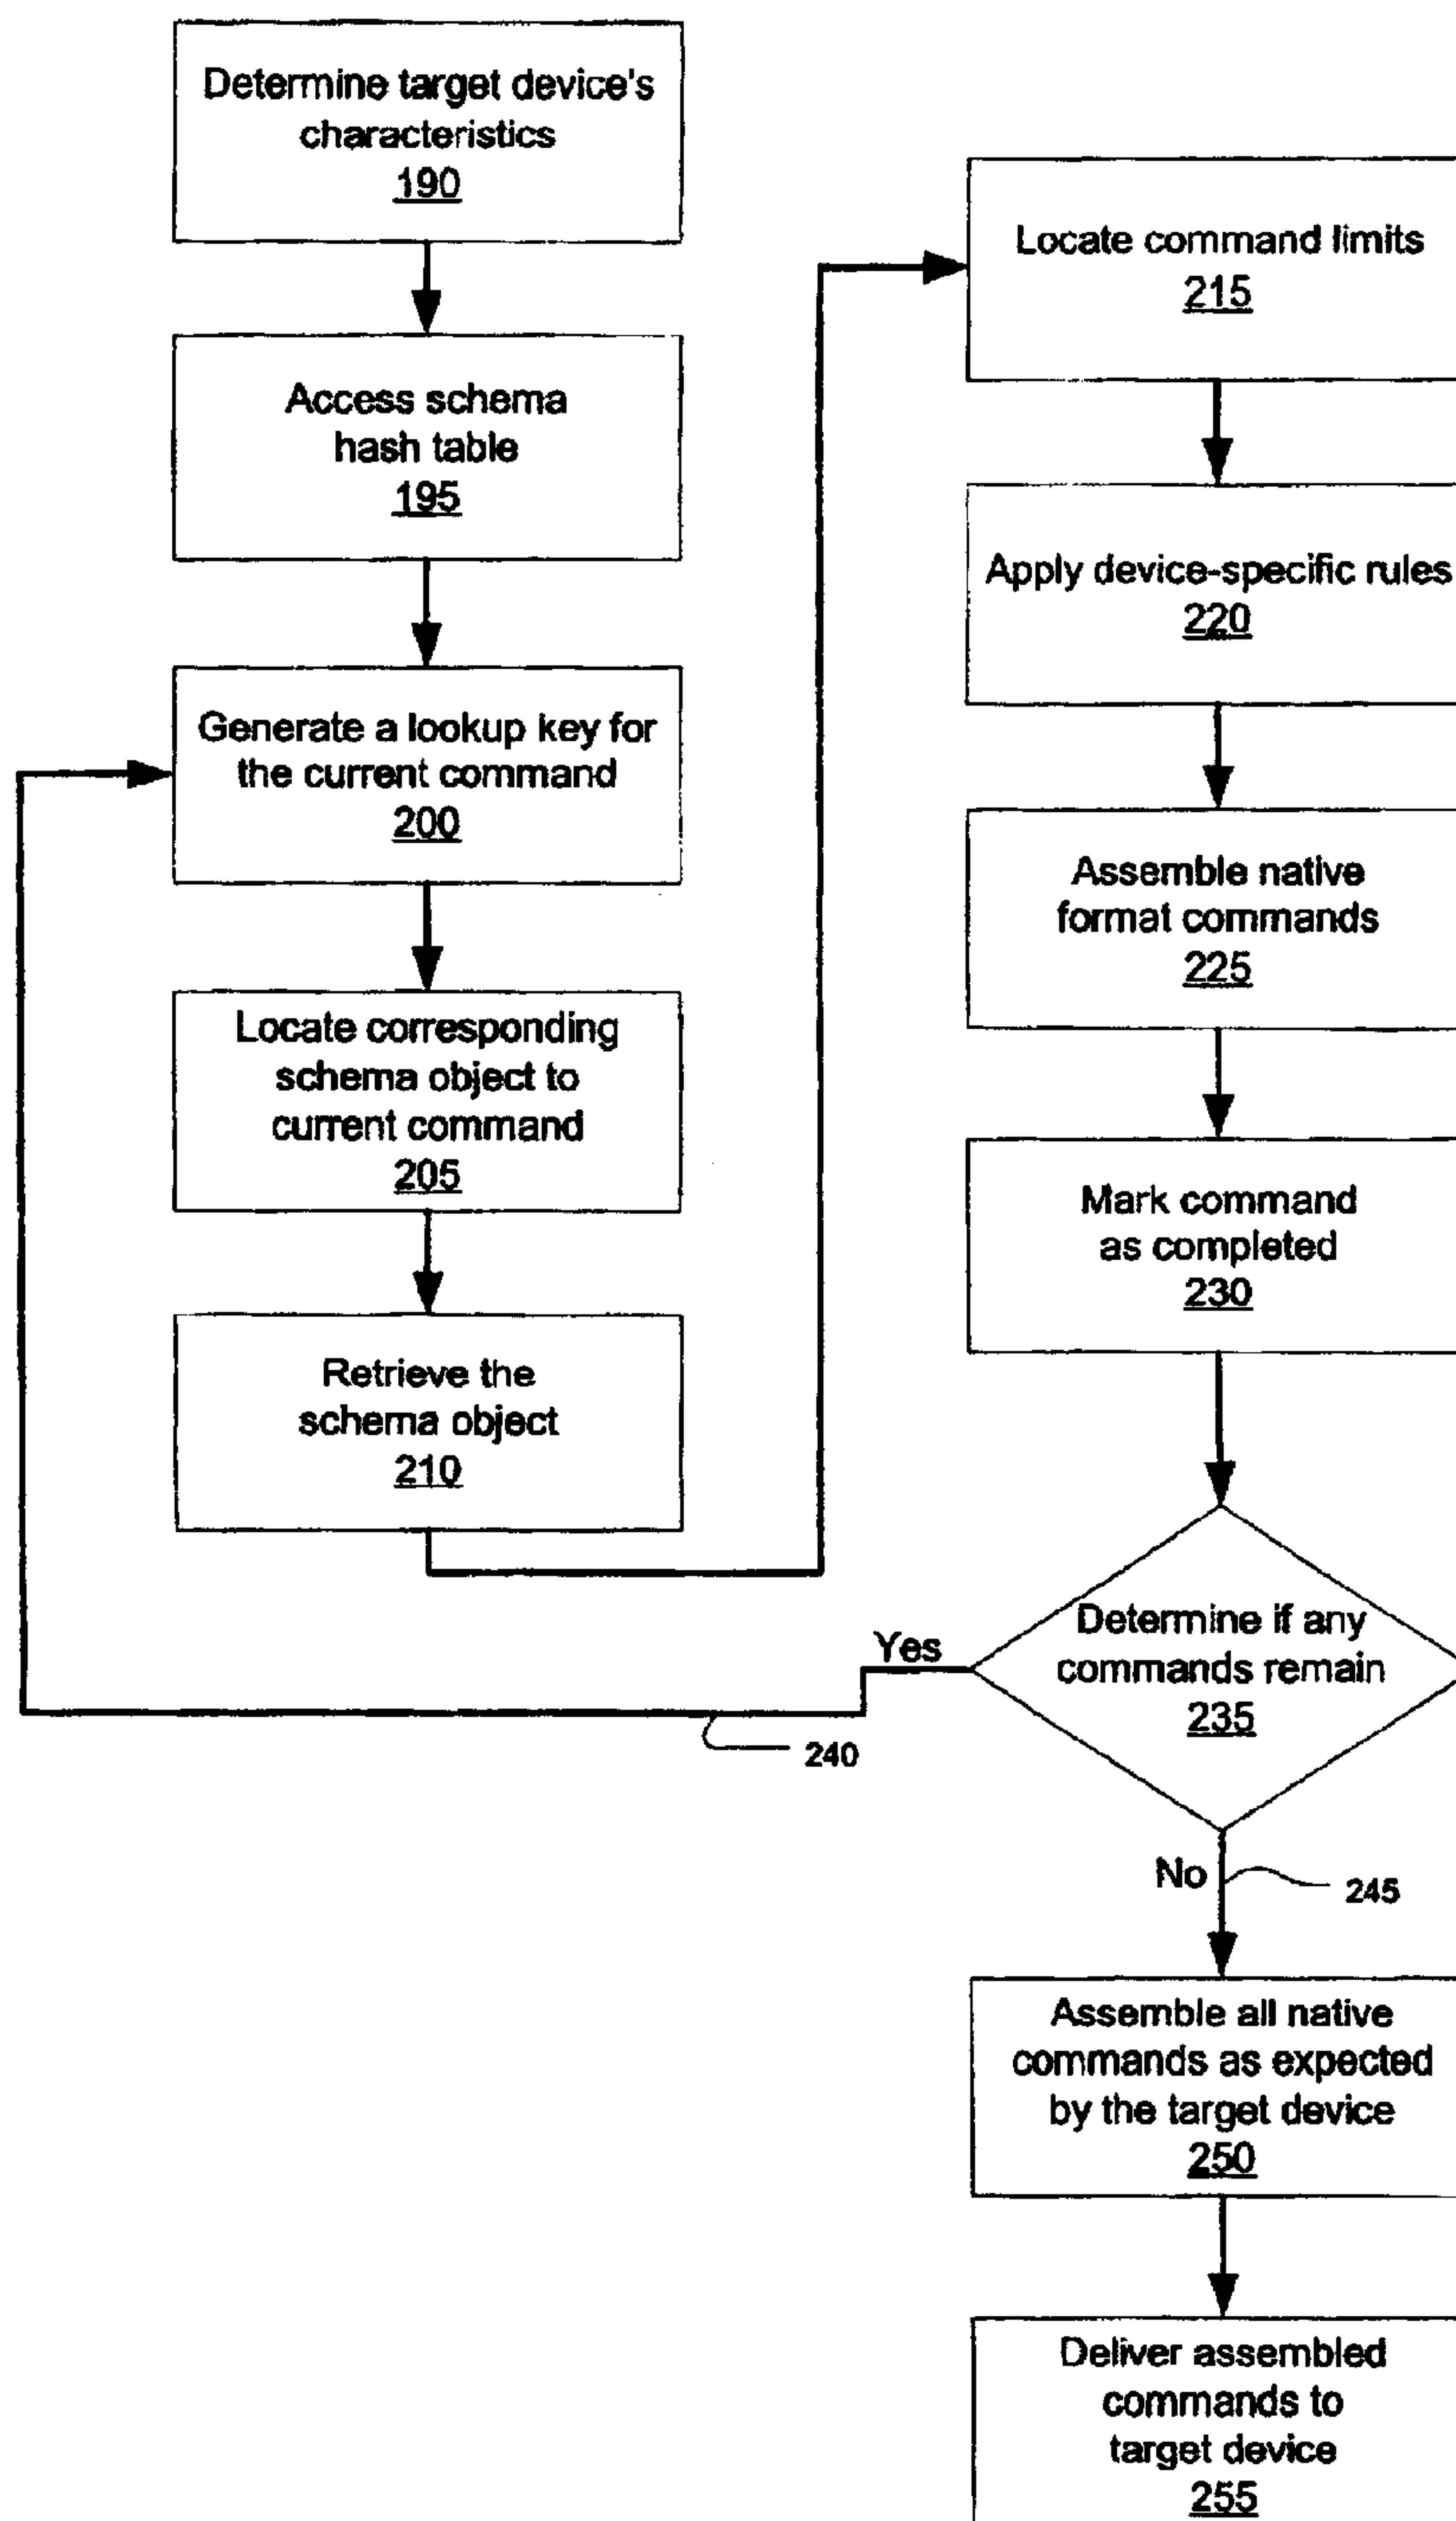 Determine target device's
characteristics
190
Access schema
hash table
195
Generate a lookup key for
the current command
200
Locate corresponding
schema object to
current command
205
Retrieve the
schema object
210
Locate command limits
215
Apply device-specific rules
220
Assemble native
format commands
225
Mark command
as completed
230
Determine if any
commands remain
235
Yes
240
No
245
Assemble all native
commands as expected
by the target device
250
Deliver assembled
commands to
target device
255